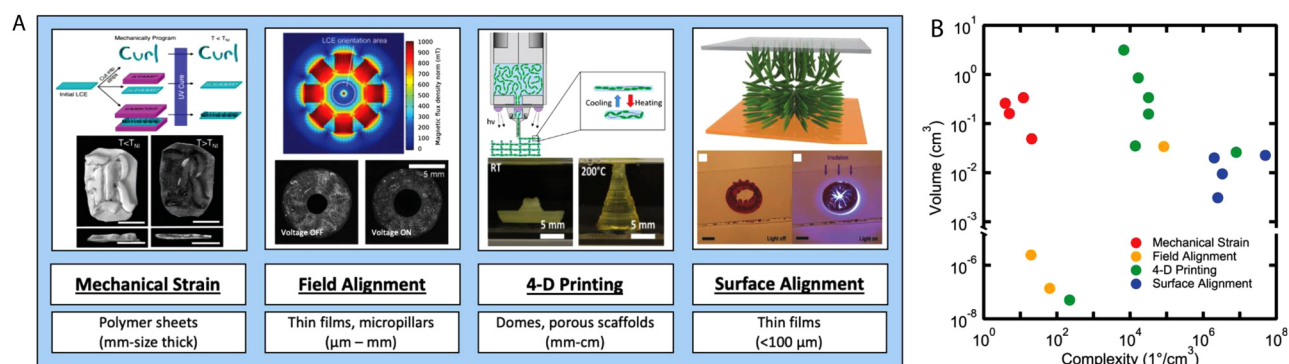 A
Mechanically Program
T < T_NI
Curl
Curl
Cut into strips
Initial LCE
UV Cure
T<T_NI
T>T_NI
Mechanical Strain
Polymer sheets
(mm-size thick)
LCE orientation area
1000
900
800
700
600
500
400
300
200
100
0
Magnetic flux density norm (mT)
5 mm
Voltage OFF
Voltage ON
Field Alignment
Thin films, micropillars
(μm – mm)
hν
Cooling
Heating
RT
200°C
5 mm
5 mm
4-D Printing
Domes, porous scaffolds
(mm-cm)
Irradiation
Light off
Light on
Surface Alignment
Thin films
(<100 μm)
B
Volume (cm³)
10¹
10⁰
10⁻¹
10⁻²
10⁻³
10⁻⁶
10⁻⁸
Mechanical Strain
Field Alignment
4-D Printing
Surface Alignment
10⁰
10²
10⁴
10⁶
10⁸
Complexity (1°/cm³)